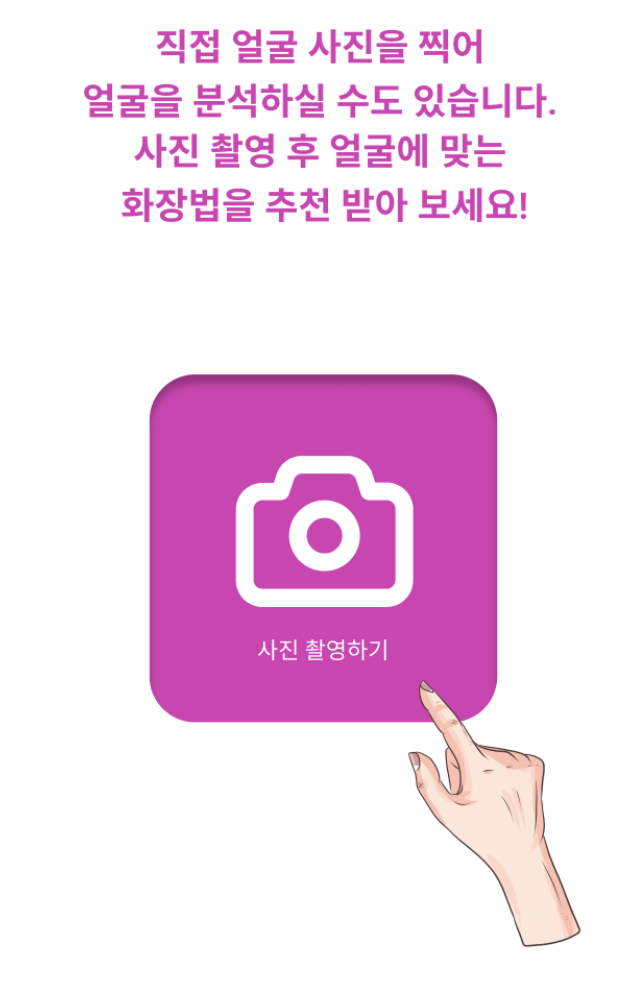 직접 얼굴 사진을 찍어
얼굴을 분석하실 수도 있습니다.
사진 촬영 후 얼굴에 맞는
화장법을 추천 받아 보세요!
사진 촬영하기